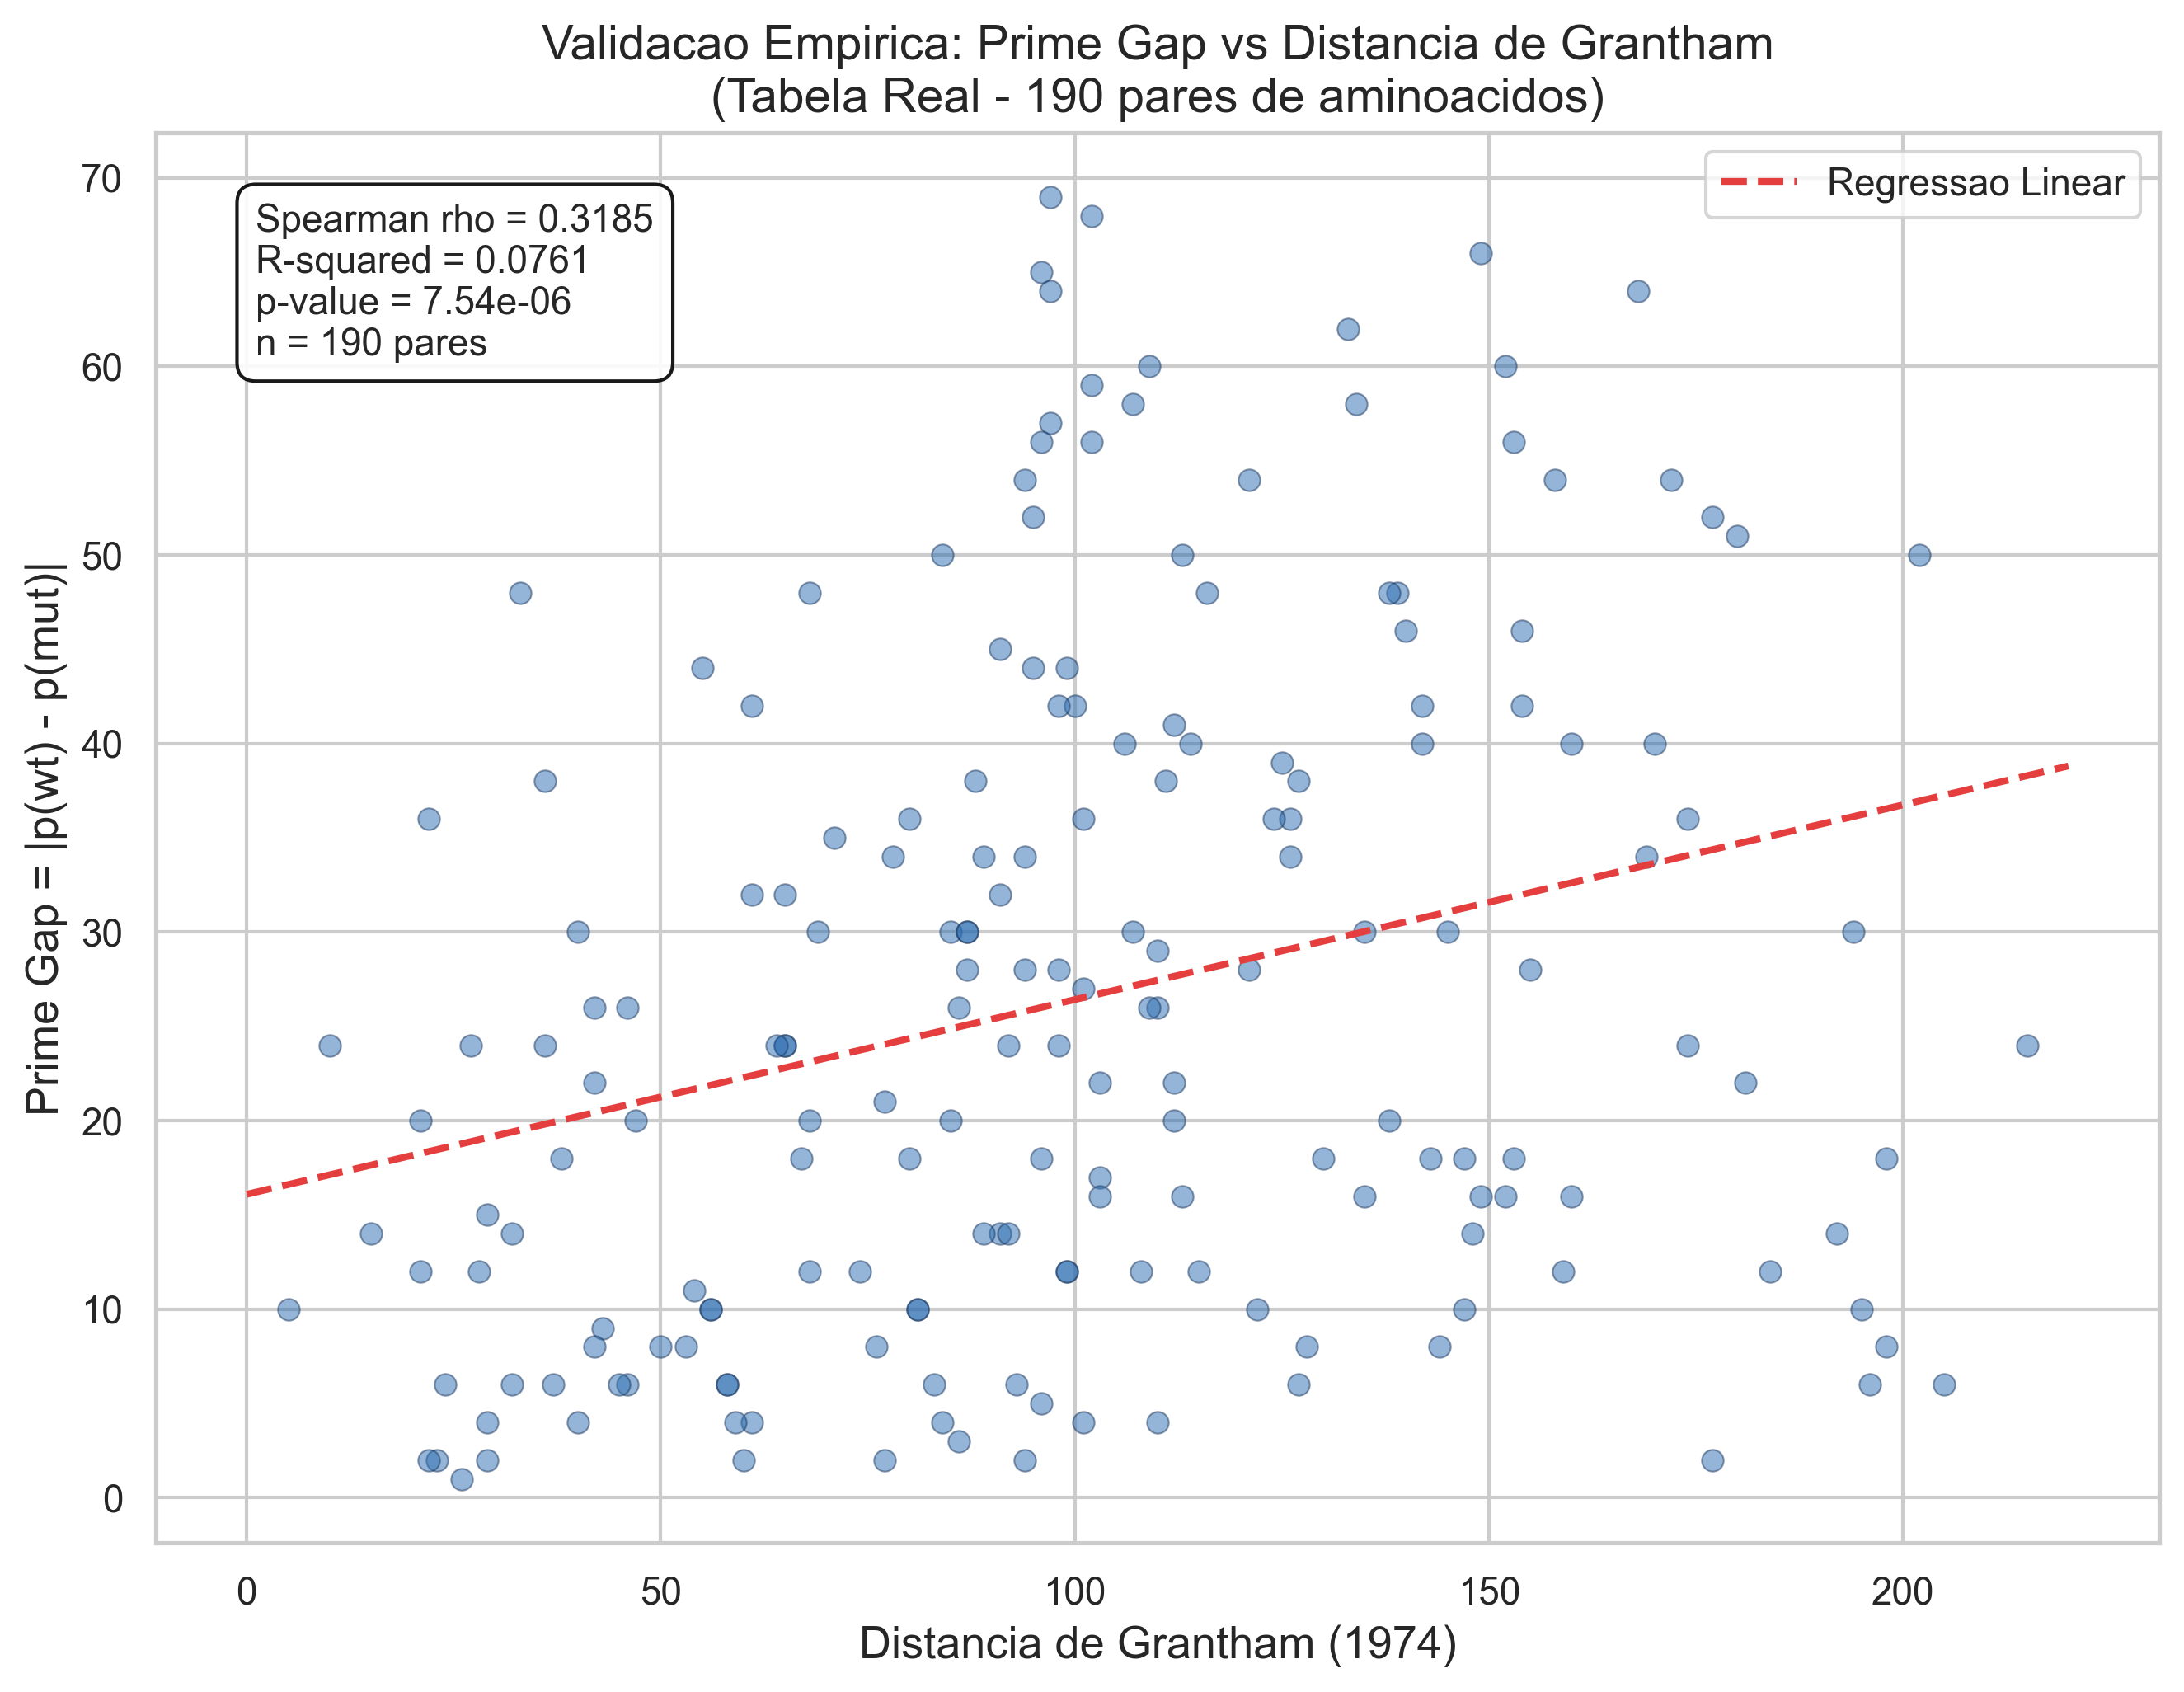 Validacao Empirica: Prime Gap vs Distancia de Grantham
(Tabela Real - 190 pares de aminoacidos)
Spearman rho = 0.3185
R-squared = 0.0761
p-value = 7.54e-06
n = 190 pares
Regressao Linear
Prime Gap = |p(wt) - p(mut)|
70
60
50
40
30
20
10
0
0 50 100 150 200
Distancia de Grantham (1974)